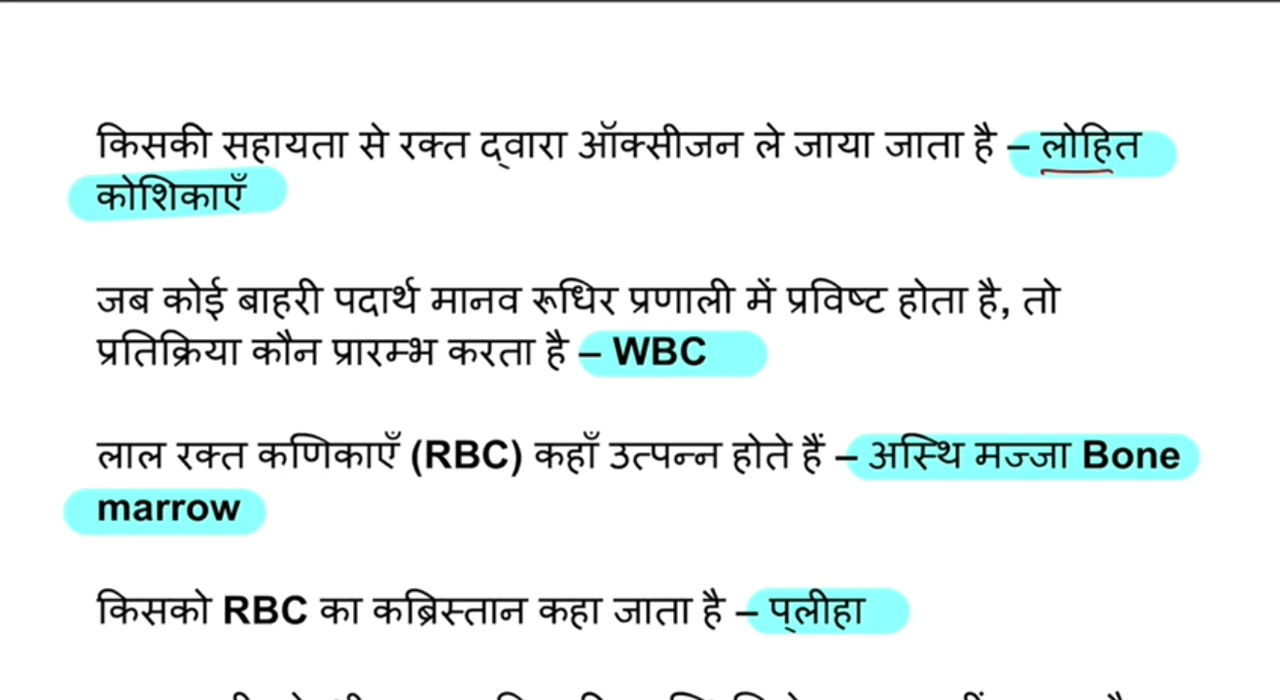 किसकी सहायता से रक्त द्वारा ऑक्सीजन ले जाया जाता है – लोहित
कोशिकाएँ
जब कोई बाहरी पदार्थ मानव रूधिर प्रणाली में प्रविष्ट होता है, तो
प्रतिक्रिया कौन प्रारम्भ करता है – WBC
लाल रक्त कणिकाएँ (RBC) कहाँ उत्पन्न होते हैं – अस्थि मज्जा Bone
marrow
किसको RBC का कब्रिस्तान कहा जाता है – प्लीहा